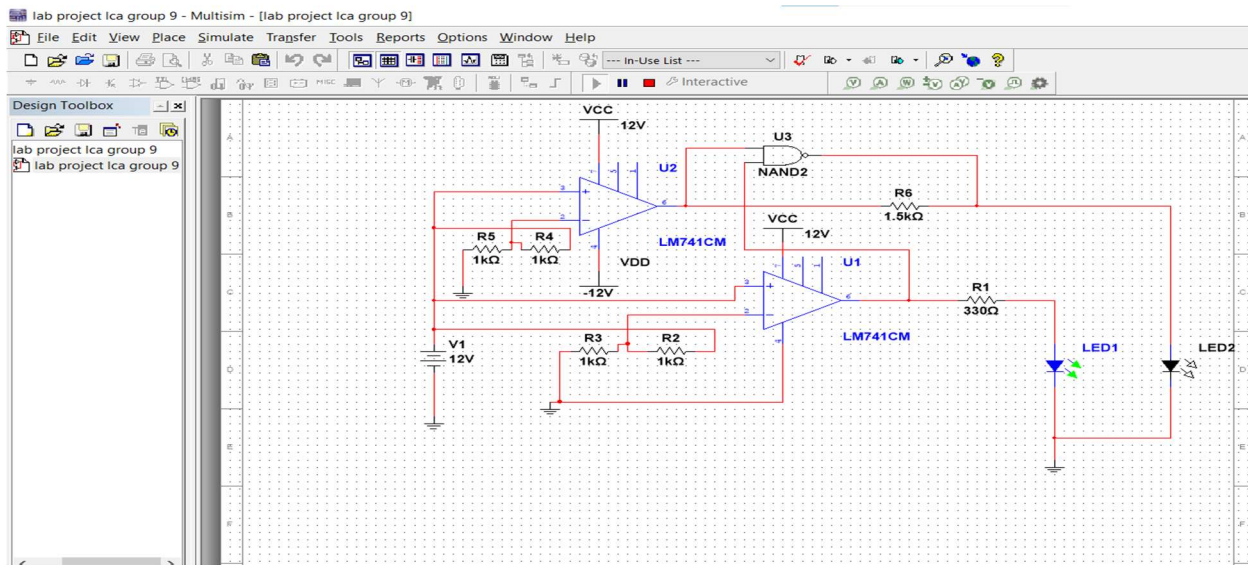 lab project lca group 9 - Multisim - [lab project lca group 9]
File Edit View Place Simulate Transfer Tools Reports Options Window Help
--- In-Use List ---
Interactive
Design Toolbox
lab project lca group 9
lab project lca group 9
VCC
12V
U3
NAND2
U2
LM741CM
R6
1.5kΩ
R5
1kΩ
R4
1kΩ
VDD
-12V
VCC
12V
U1
LM741CM
R1
330Ω
V1
12V
R3
1kΩ
R2
1kΩ
LED1
LED2